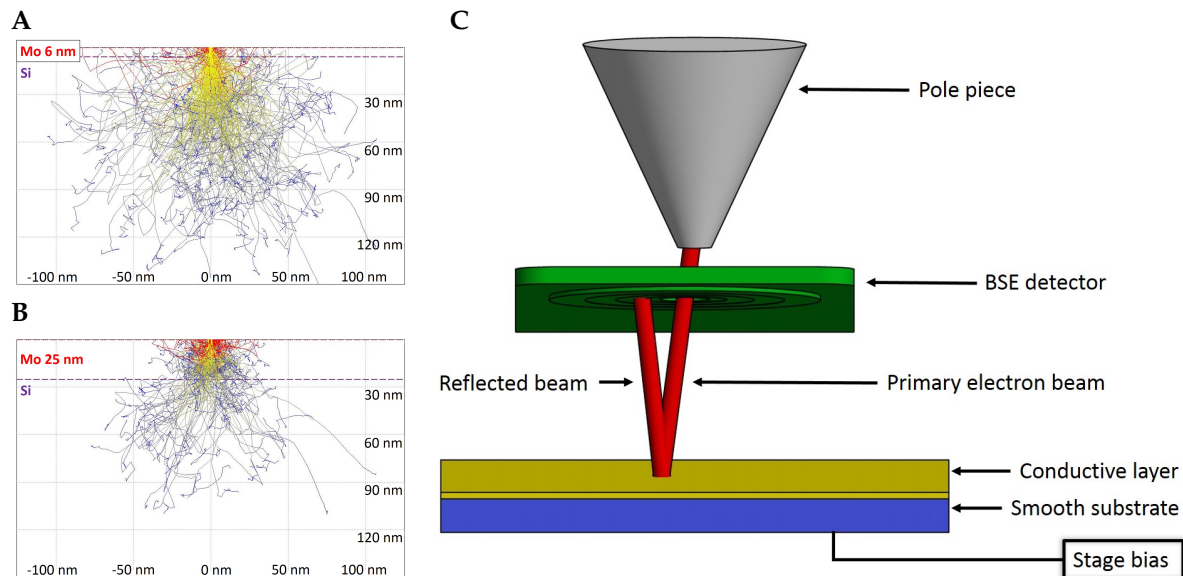 A
Mo 6 nm
Si
30 nm
60 nm
90 nm
120 nm
-100 nm -50 nm 0 nm 50 nm 100 nm
B
Mo 25 nm
Si
30 nm
60 nm
90 nm
120 nm
-100 nm -50 nm 0 nm 50 nm 100 nm
C
Pole piece
BSE detector
Reflected beam
Primary electron beam
Conductive layer
Smooth substrate
Stage bias